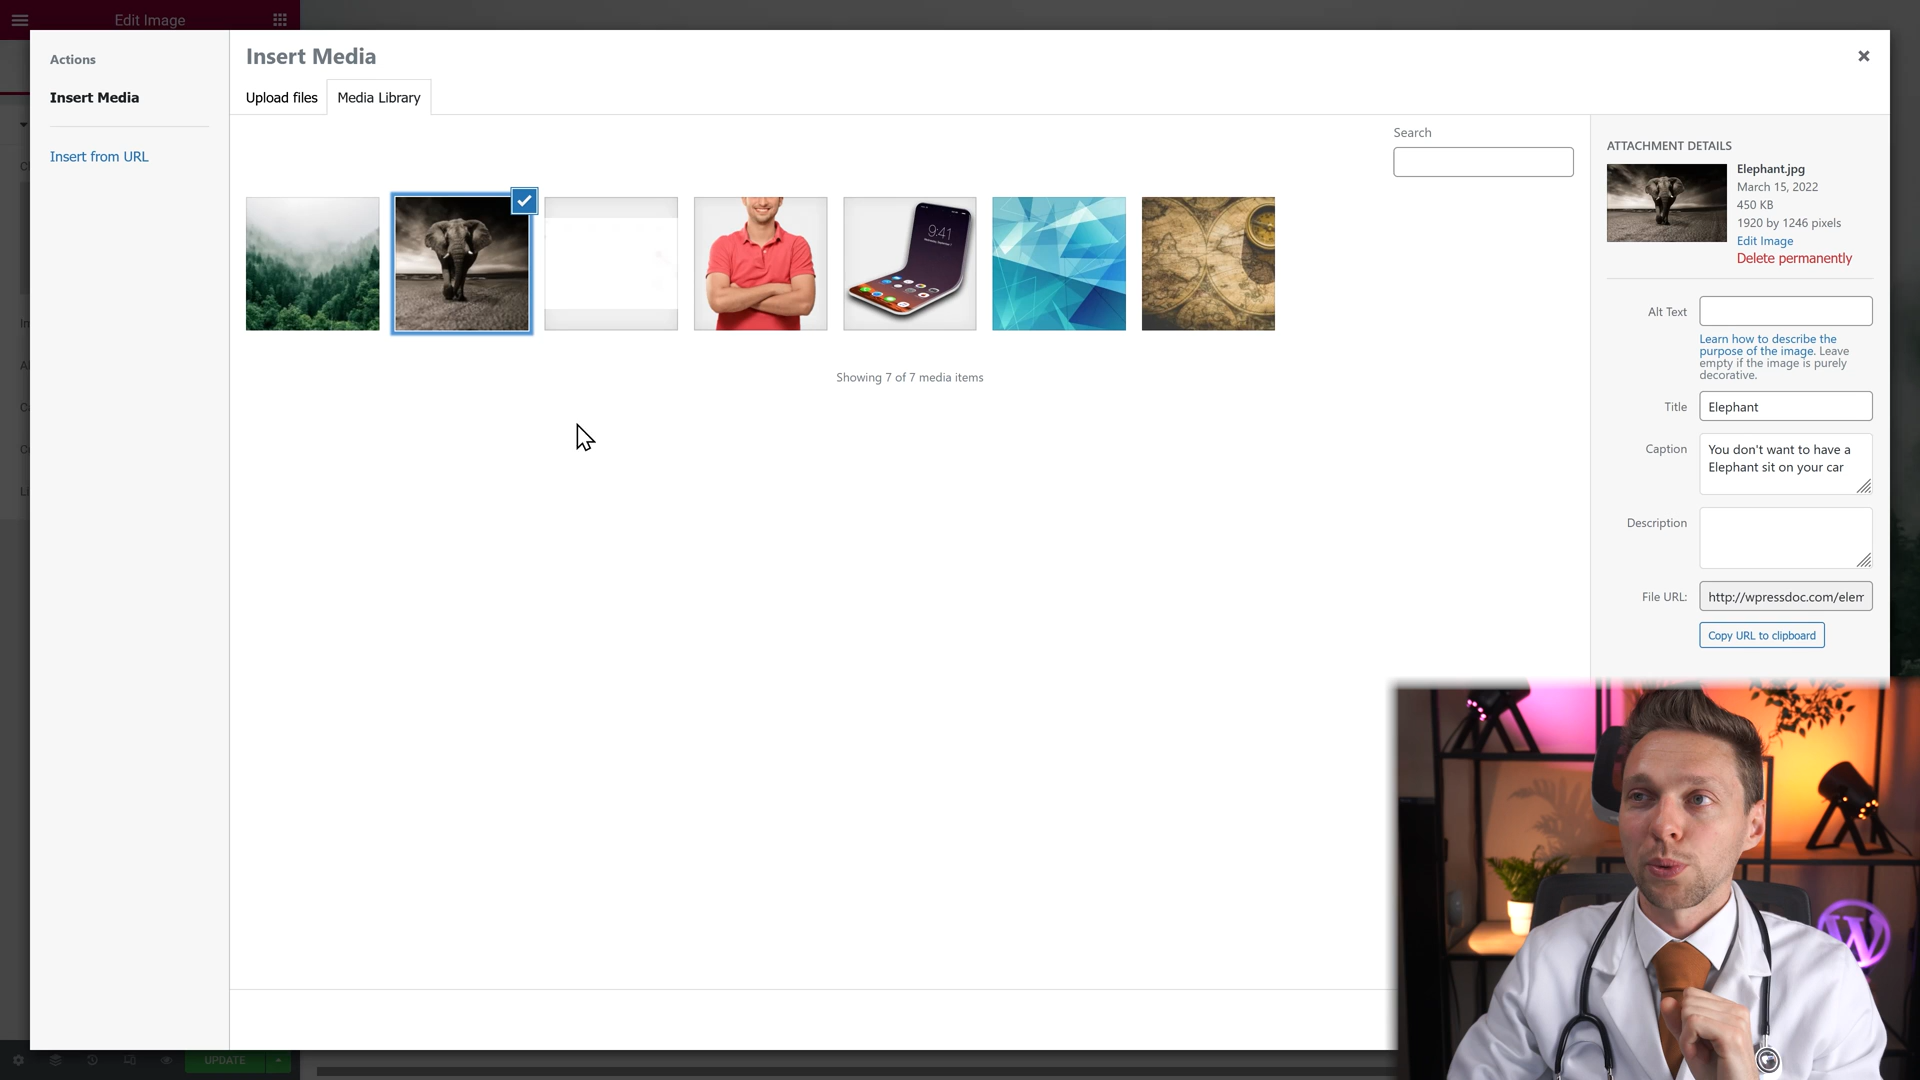 Edit Image
Actions
Insert Media
Insert from URL
Insert Media
Upload files
Media Library
Search
Showing 7 of 7 media items
9:41
ATTACHMENT DETAILS
Elephant.jpg
March 15, 2022
450 KB
1920 by 1246 pixels
Edit Image
Delete permanently
Alt Text
Learn how to describe the
purpose of the image. Leave
empty if the image is purely
decorative.
Title
Elephant
Caption
You don't want to have a
Elephant sit on your car
Description
File URL:
http://wpressdoc.com/elem
Copy URL to clipboard
UPDATE